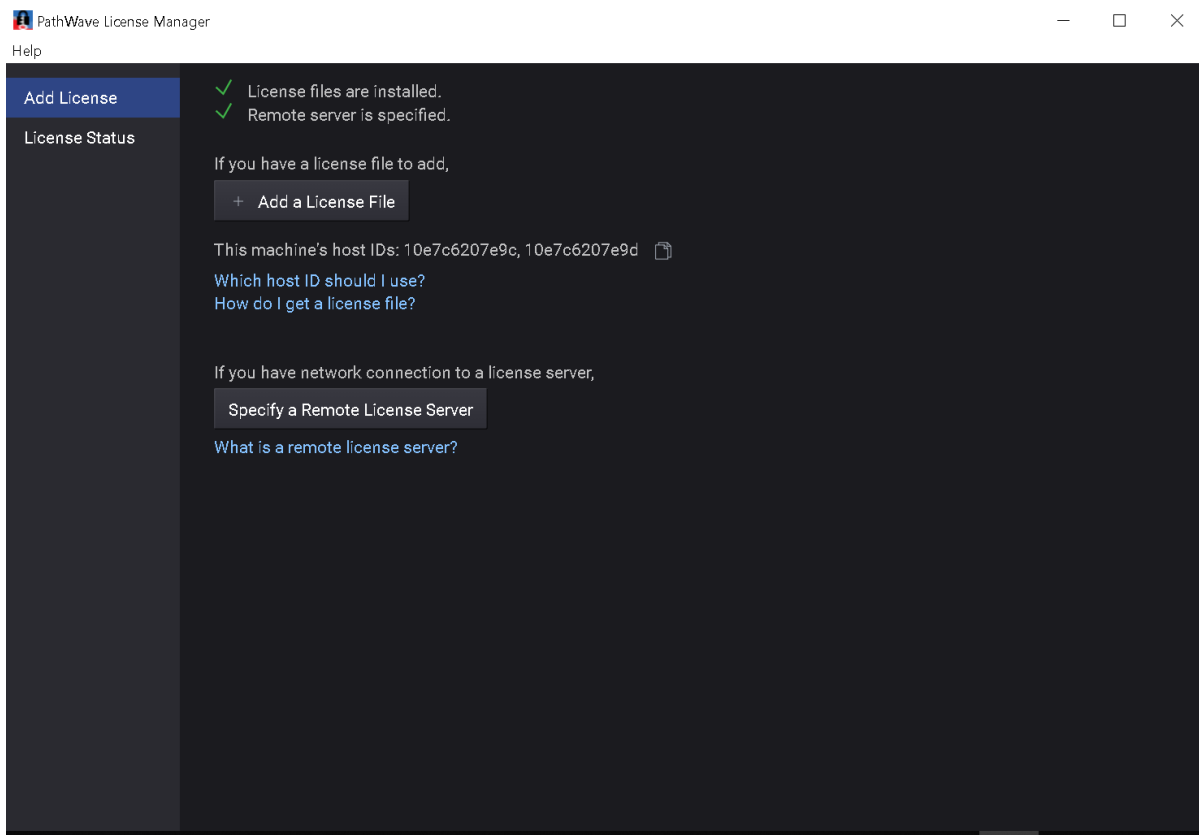 PathWave License Manager
Help
Add License
License Status
License files are installed.
Remote server is specified.
If you have a license file to add,
+ Add a License File
This machine's host IDs: 10e7c6207e9c, 10e7c6207e9d
Which host ID should I use?
How do I get a license file?
If you have network connection to a license server,
Specify a Remote License Server
What is a remote license server?